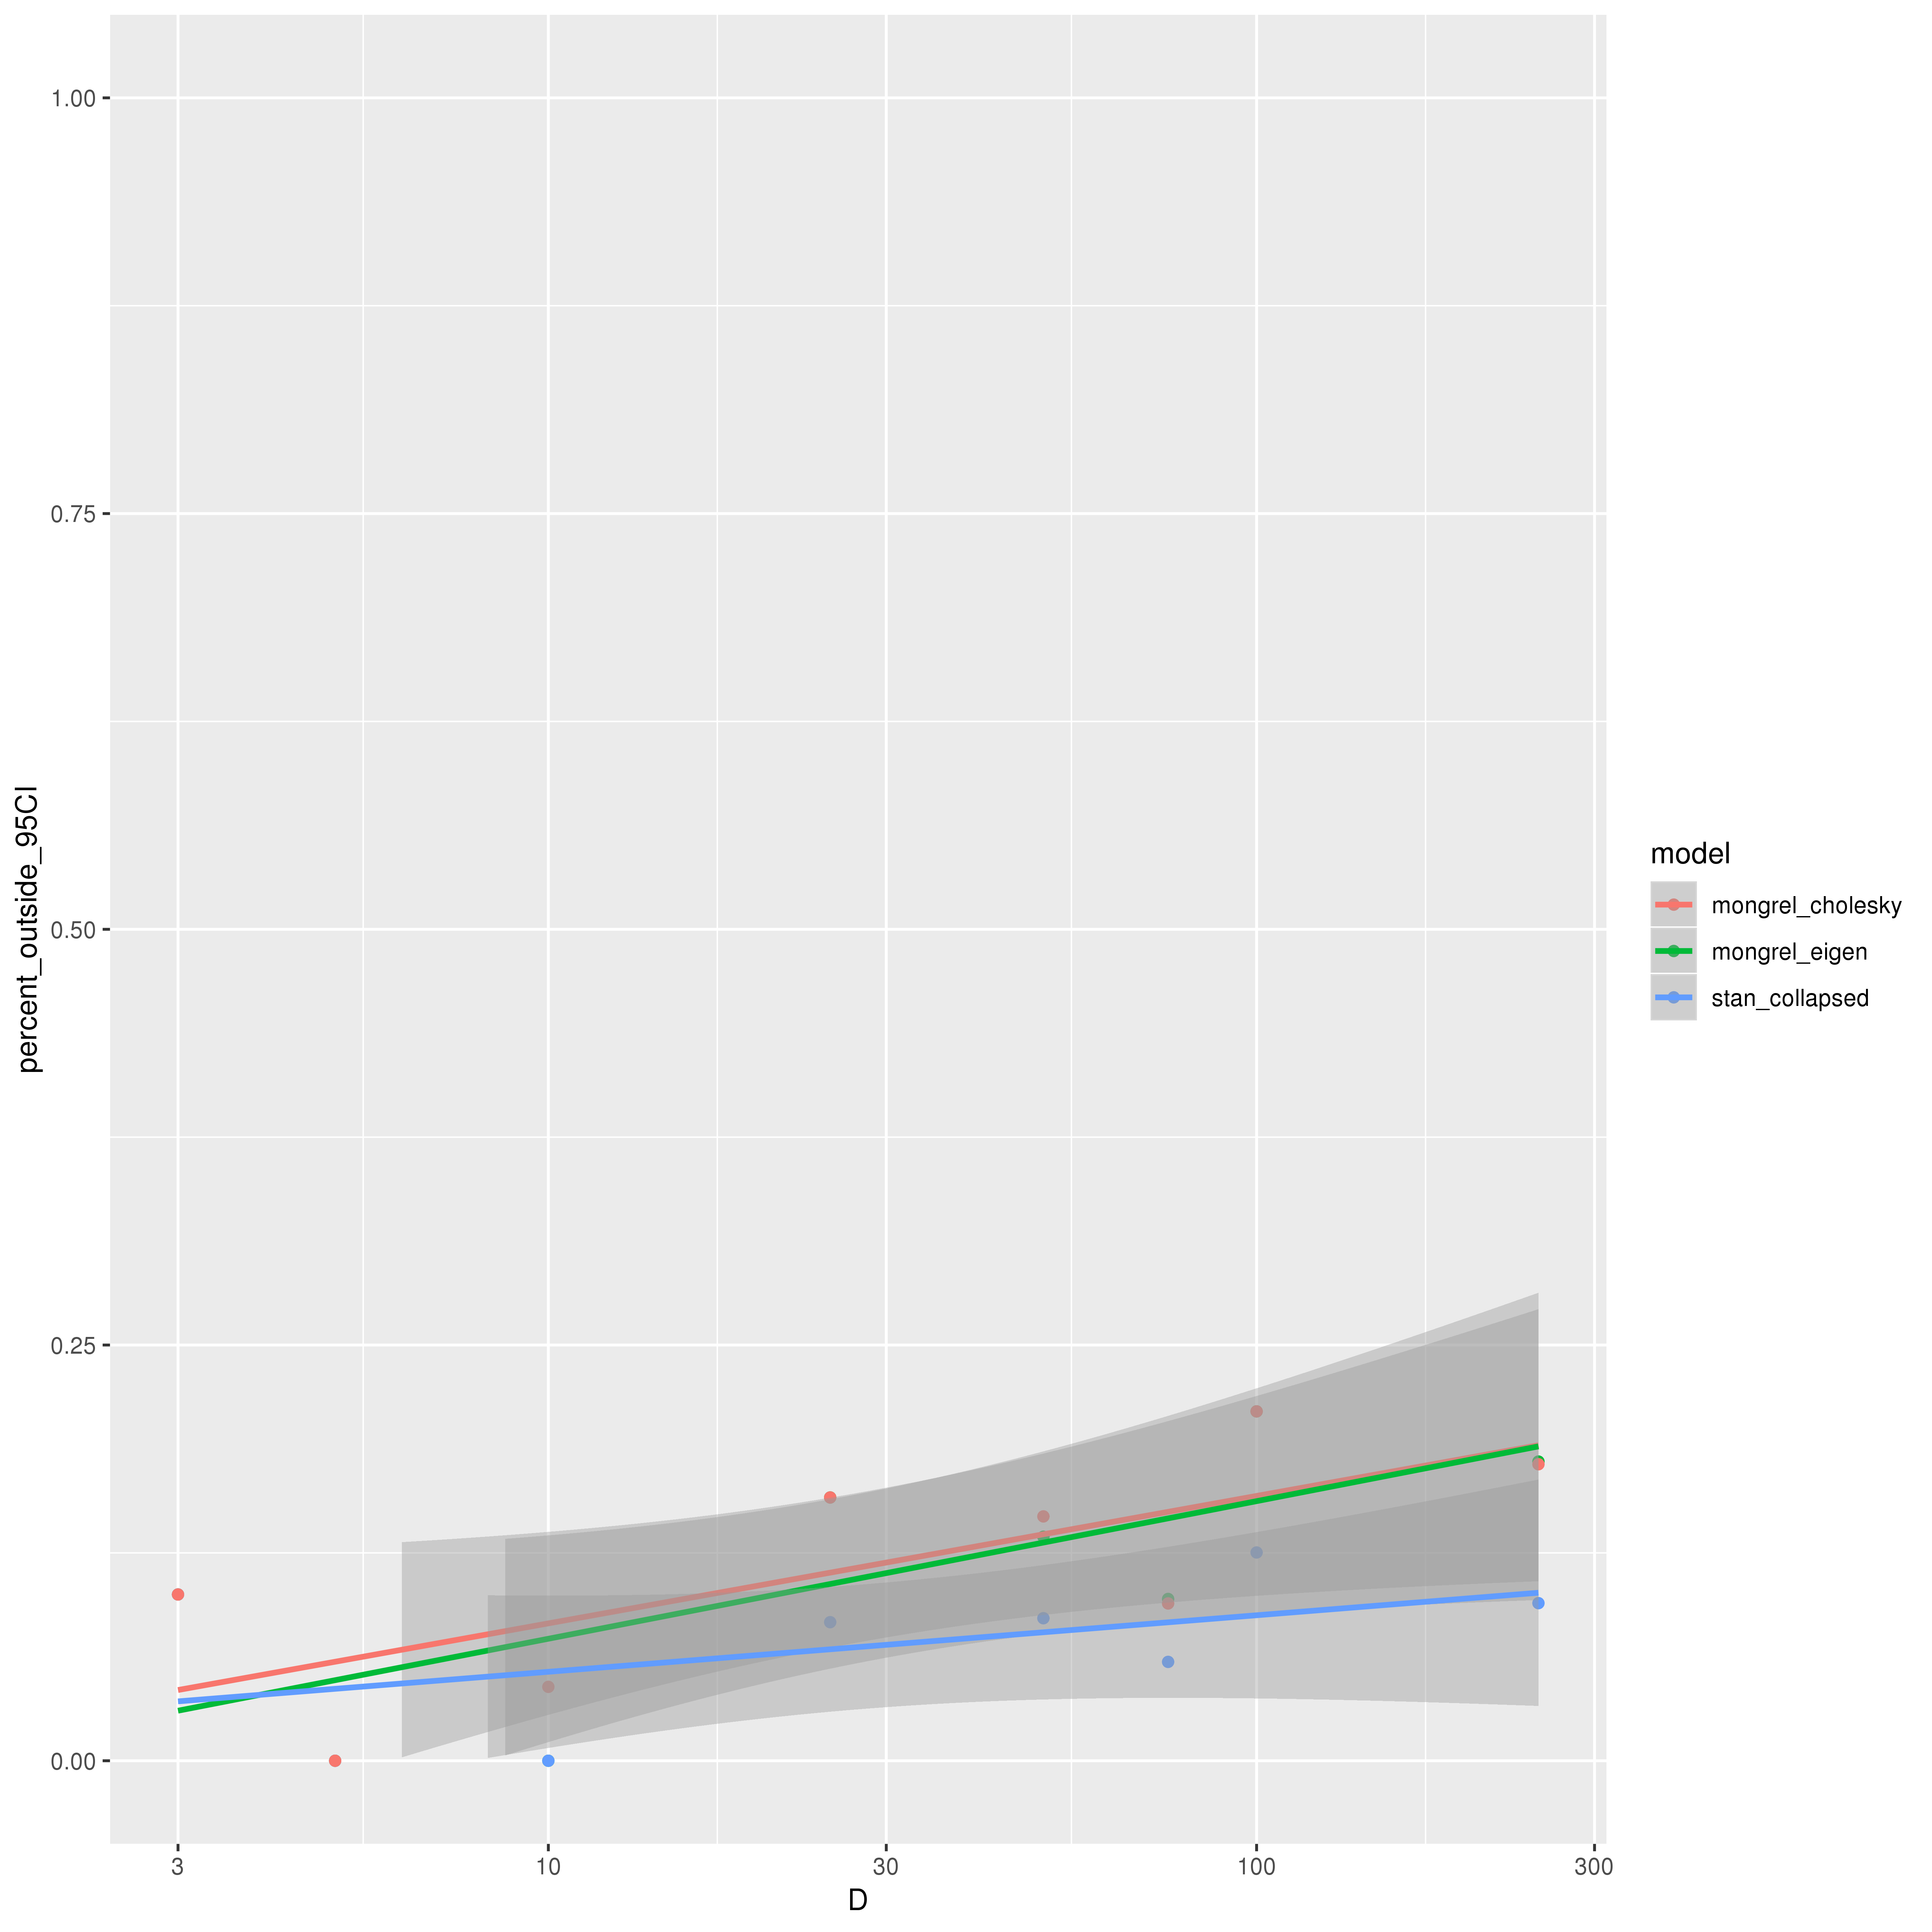 percent_outside_95CI
1.00
0.75
0.50
0.25
0.00
3
10
30
100
300
D
model
mongrel_cholesky
mongrel_eigen
stan_collapsed